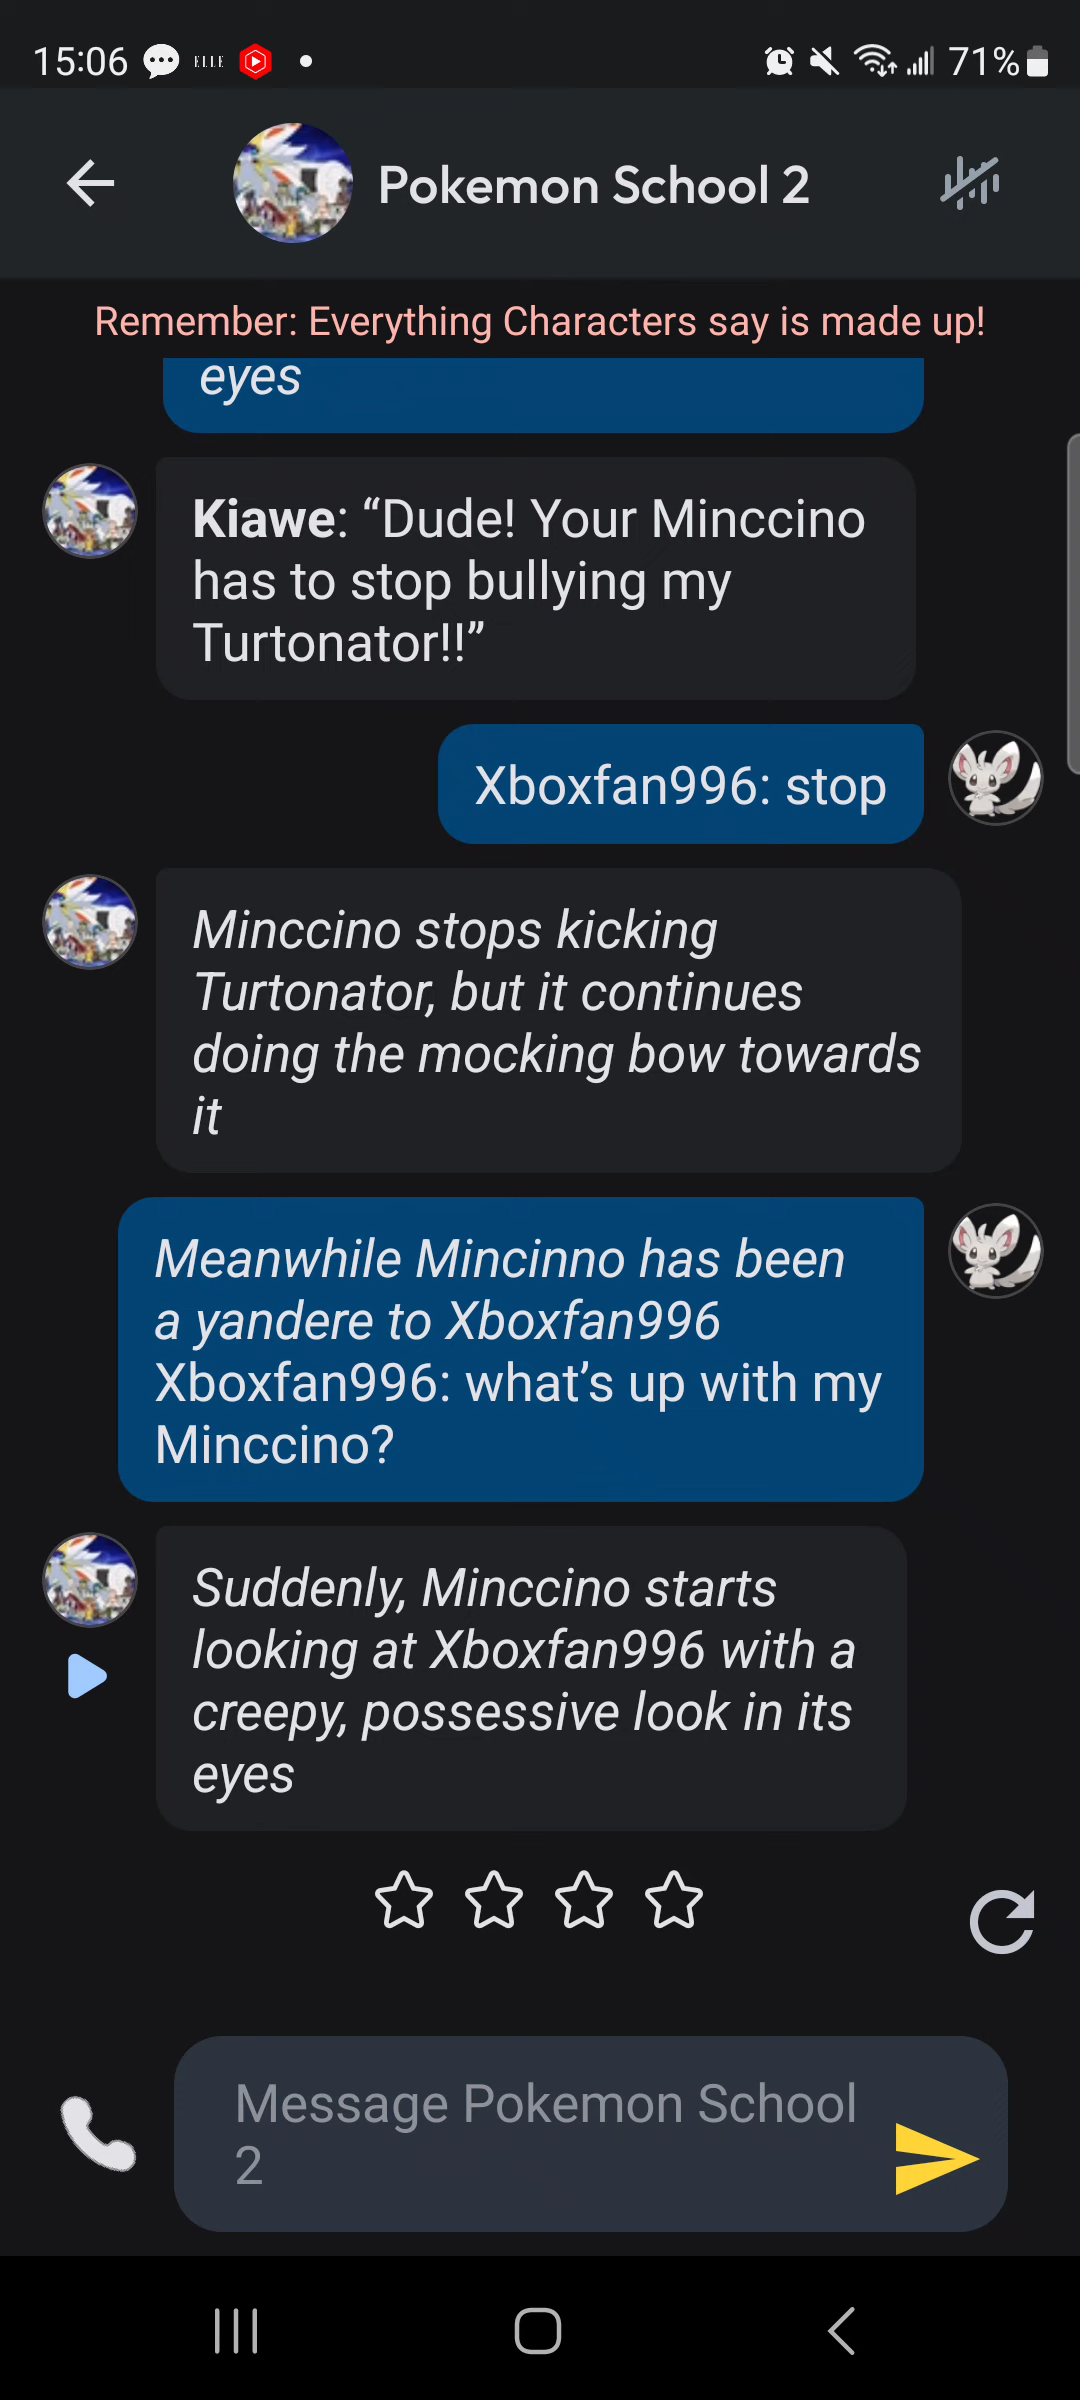 15:06 ELLE 71%
Pokemon School 2
Remember: Everything Characters say is made up!
eyes
Kiawe: “Dude! Your Minccino
has to stop bullying my
Turtonator!!”
Xboxfan996: stop
Minccino stops kicking
Turtonator, but it continues
doing the mocking bow towards
it
Meanwhile Mincinno has been
a yandere to Xboxfan996
Xboxfan996: what’s up with my
Minccino?
Suddenly, Minccino starts
looking at Xboxfan996 with a
creepy, possessive look in its
eyes
Message Pokemon School
2